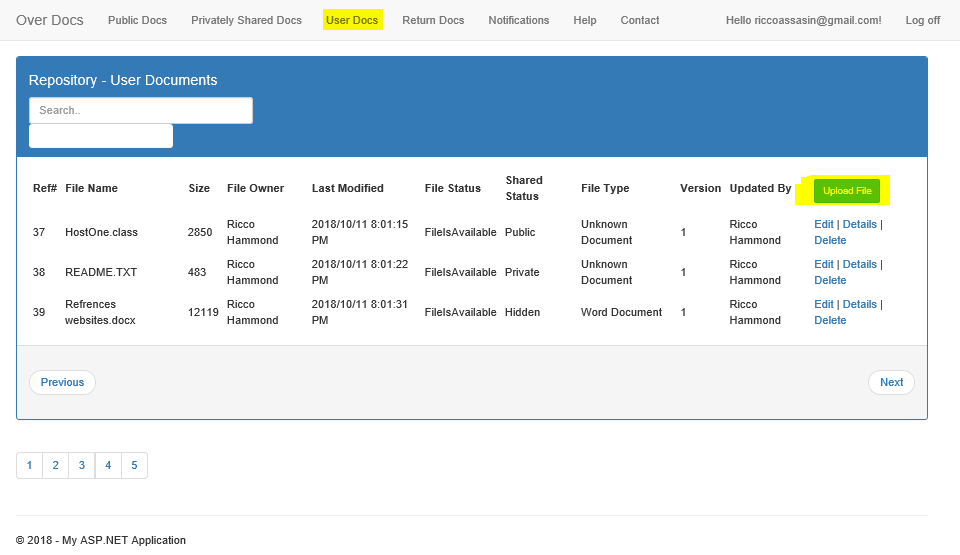 Over Docs Public Docs Privately Shared Docs User Docs Return Docs Notifications Help Contact Hello riccoassasin@gmail.com! Log off
Repository - User Documents
Search..
Ref# File Name Size File Owner Last Modified File Status Shared Status File Type Version Updated By Upload File
37 HostOne.class 2850 Ricco Hammond 2018/10/11 8:01:15 PM FileIsAvailable Public Unknown Document 1 Ricco Hammond Edit | Details | Delete
38 README.TXT 483 Ricco Hammond 2018/10/11 8:01:22 PM FileIsAvailable Private Unknown Document 1 Ricco Hammond Edit | Details | Delete
39 Refrences websites.docx 12119 Ricco Hammond 2018/10/11 8:01:31 PM FileIsAvailable Hidden Word Document 1 Ricco Hammond Edit | Details | Delete
Previous Next
1 2 3 4 5
© 2018 - My ASP.NET Application